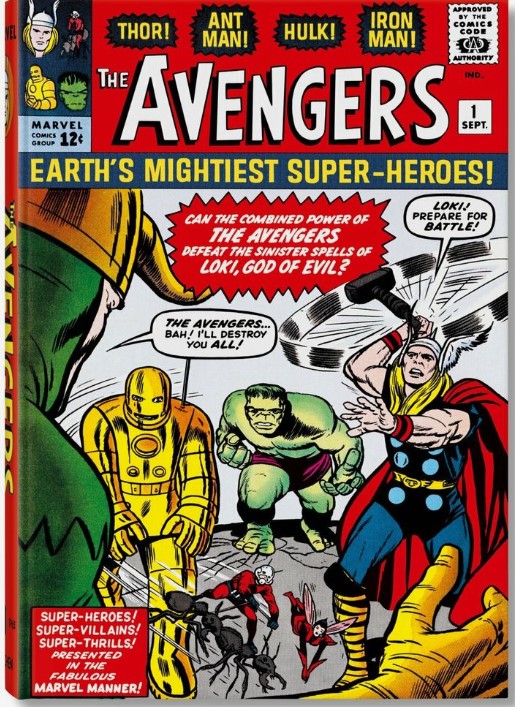 THOR!
ANT
MAN!
HULK!
IRON
MAN!
APPROVED
BY THE
COMICS
CODE
CA
AUTHORITY
IND.
THE AVENGERS
MARVEL
COMICS
GROUP
12¢
1
SEPT.
EARTH'S MIGHTIEST SUPER-HEROES!
CAN THE COMBINED POWER OF
THE AVENGERS
DEFEAT THE SINISTER SPELLS OF
LOKI, GOD OF EVIL?
LOKI!
PREPARE FOR
BATTLE!
THE AVENGERS...
BAH! I'LL DESTROY
YOU ALL!
SUPER-HEROES!
SUPER-VILLAINS!
SUPER-THRILLS!
PRESENTED
IN THE
FABULOUS
MARVEL MANNER!
THE AVENGERS